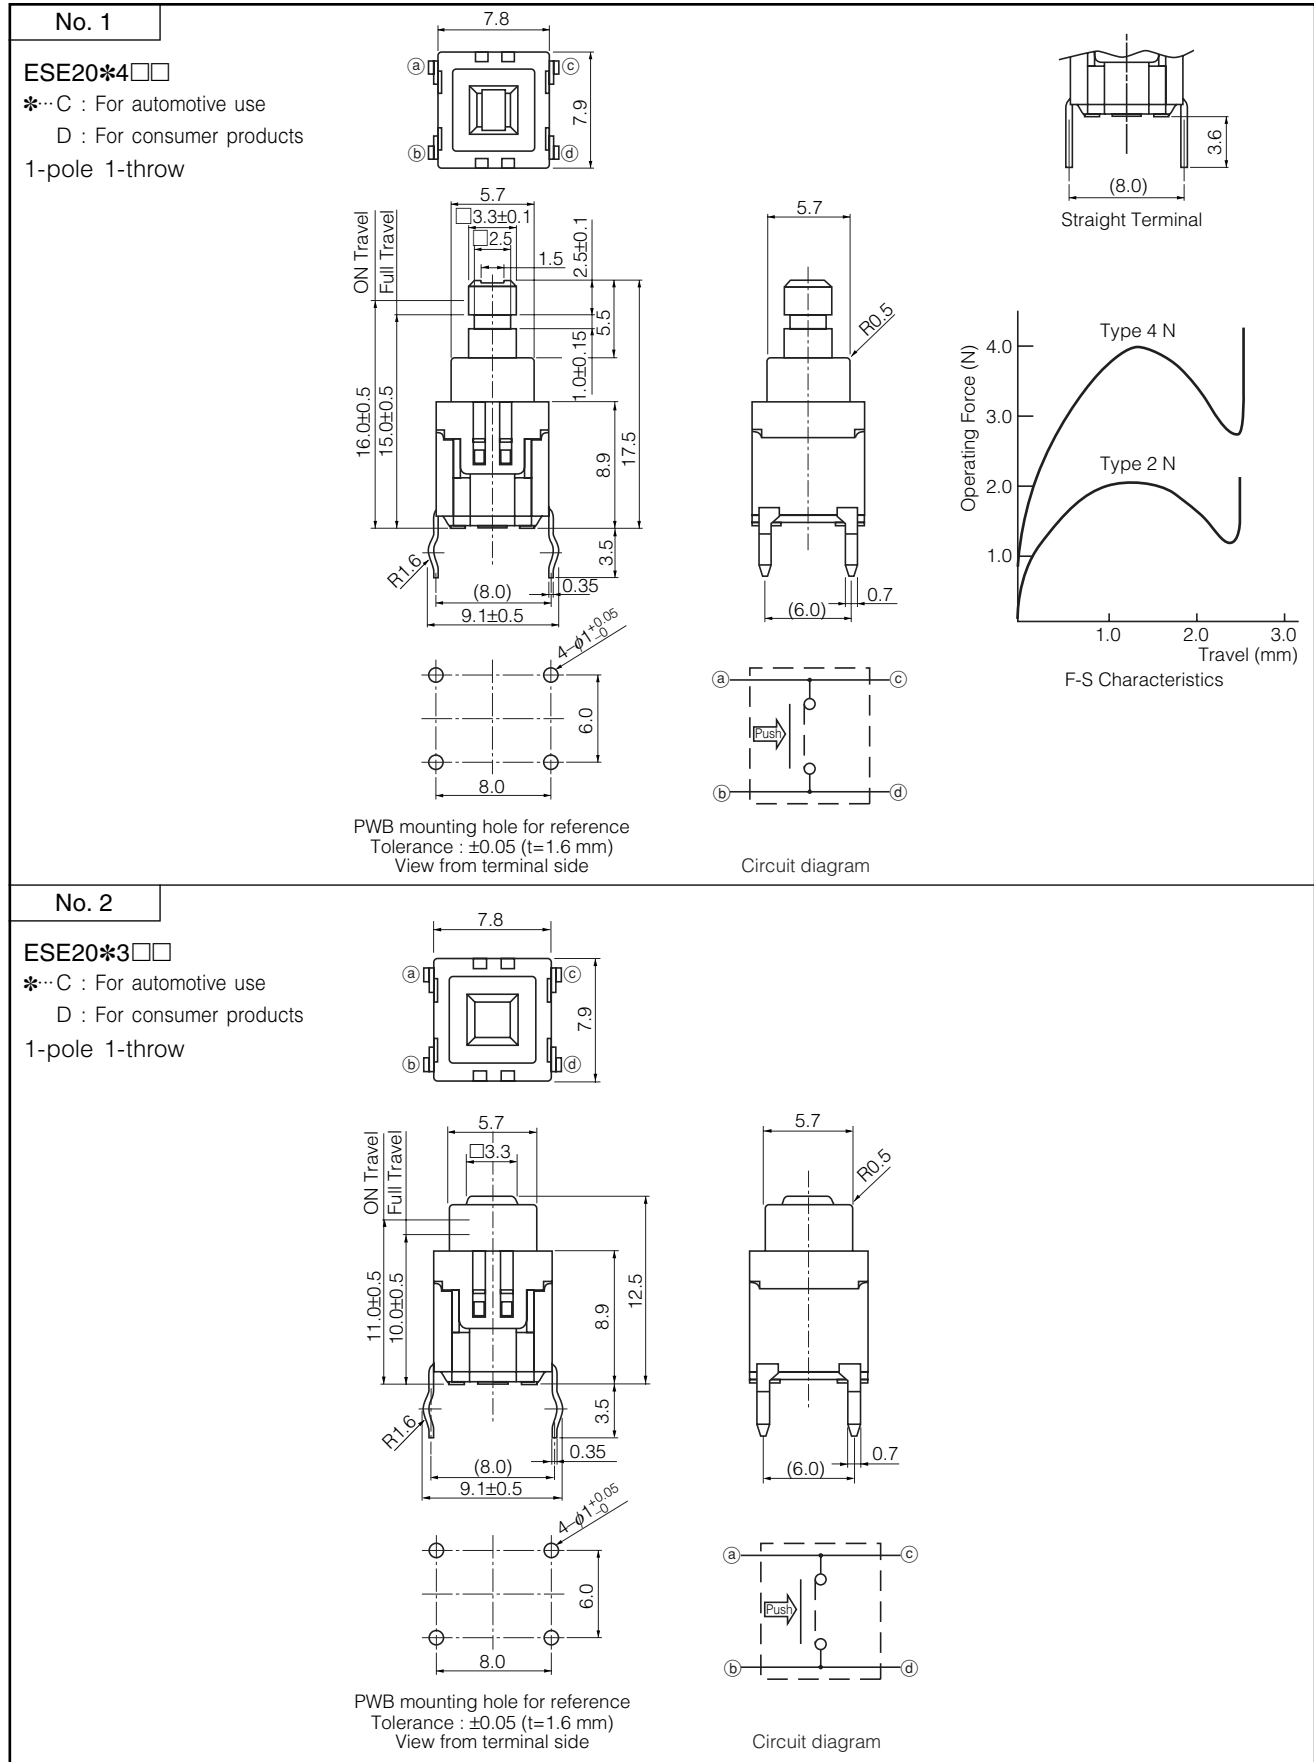 No. 1
ESE20✽4□□
✽···C : For automotive use
D : For consumer products
1-pole 1-throw
7.8
ⓐ
ⓒ
ⓑ
ⓓ
7.9
ON Travel
Full Travel
5.7
□3.3±0.1
□2.5
1.5
2.5±0.1
5.5
1.0±0.15
17.5
8.9
16.0±0.5
15.0±0.5
3.5
R1.6
0.35
(8.0)
9.1±0.5
5.7
R0.5
0.7
(6.0)
3.6
(8.0)
Straight Terminal
Operating Force (N)
4.0
3.0
2.0
1.0
Type 4 N
Type 2 N
1.0
2.0
3.0
Travel (mm)
F-S Characteristics
4-ϕ1+0.05 -0
6.0
8.0
PWB mounting hole for reference
Tolerance : ±0.05 (t=1.6 mm)
View from terminal side
ⓐ
ⓒ
Push
ⓑ
ⓓ
Circuit diagram
No. 2
ESE20✽3□□
✽···C : For automotive use
D : For consumer products
1-pole 1-throw
7.8
ⓐ
ⓒ
ⓑ
ⓓ
7.9
ON Travel
Full Travel
5.7
□3.3
11.0±0.5
10.0±0.5
12.5
8.9
3.5
R1.6
0.35
(8.0)
9.1±0.5
5.7
R0.5
0.7
(6.0)
4-ϕ1+0.05 -0
6.0
8.0
PWB mounting hole for reference
Tolerance : ±0.05 (t=1.6 mm)
View from terminal side
ⓐ
ⓒ
Push
ⓑ
ⓓ
Circuit diagram